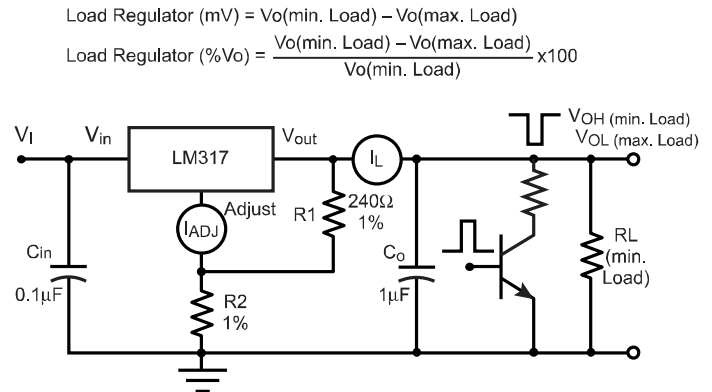 Load Regulator (mV) = Vo(min. Load) – Vo(max. Load)
Load Regulator (%Vo) = Vo(min. Load) – Vo(max. Load)
Vo(min. Load)
x100
VOH (min. Load)
VOL (max. Load)
VI
Vin
LM317
Vout
IL
Adjust
IADJ
R1
240Ω
1%
Cin
0.1µF
R2
1%
CO
1µF
RL
(min.
Load)